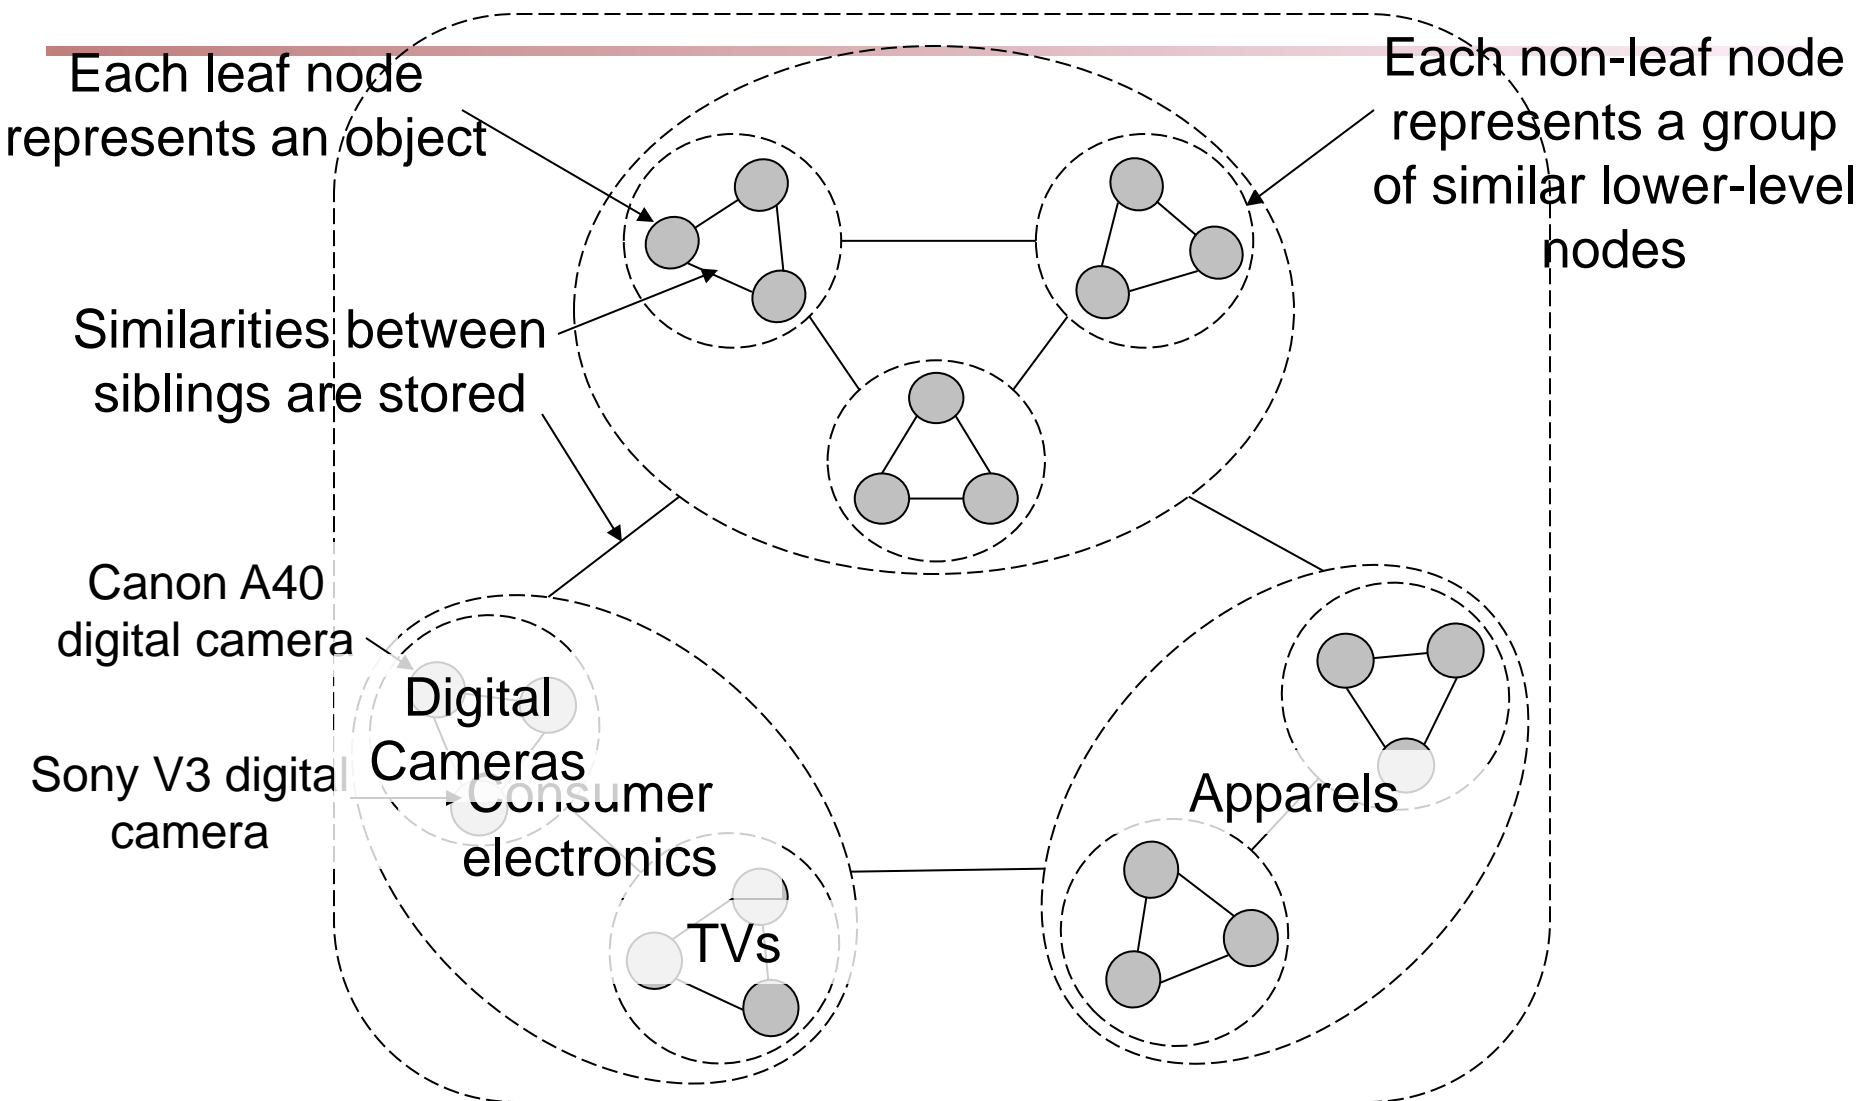 Each leaf node
represents an object
Each non-leaf node
represents a group
of similar lower-level
nodes
Similarities between
siblings are stored
Canon A40
digital camera
Digital
Cameras
Sony V3 digital
camera
Consumer
electronics
Apparels
TVs